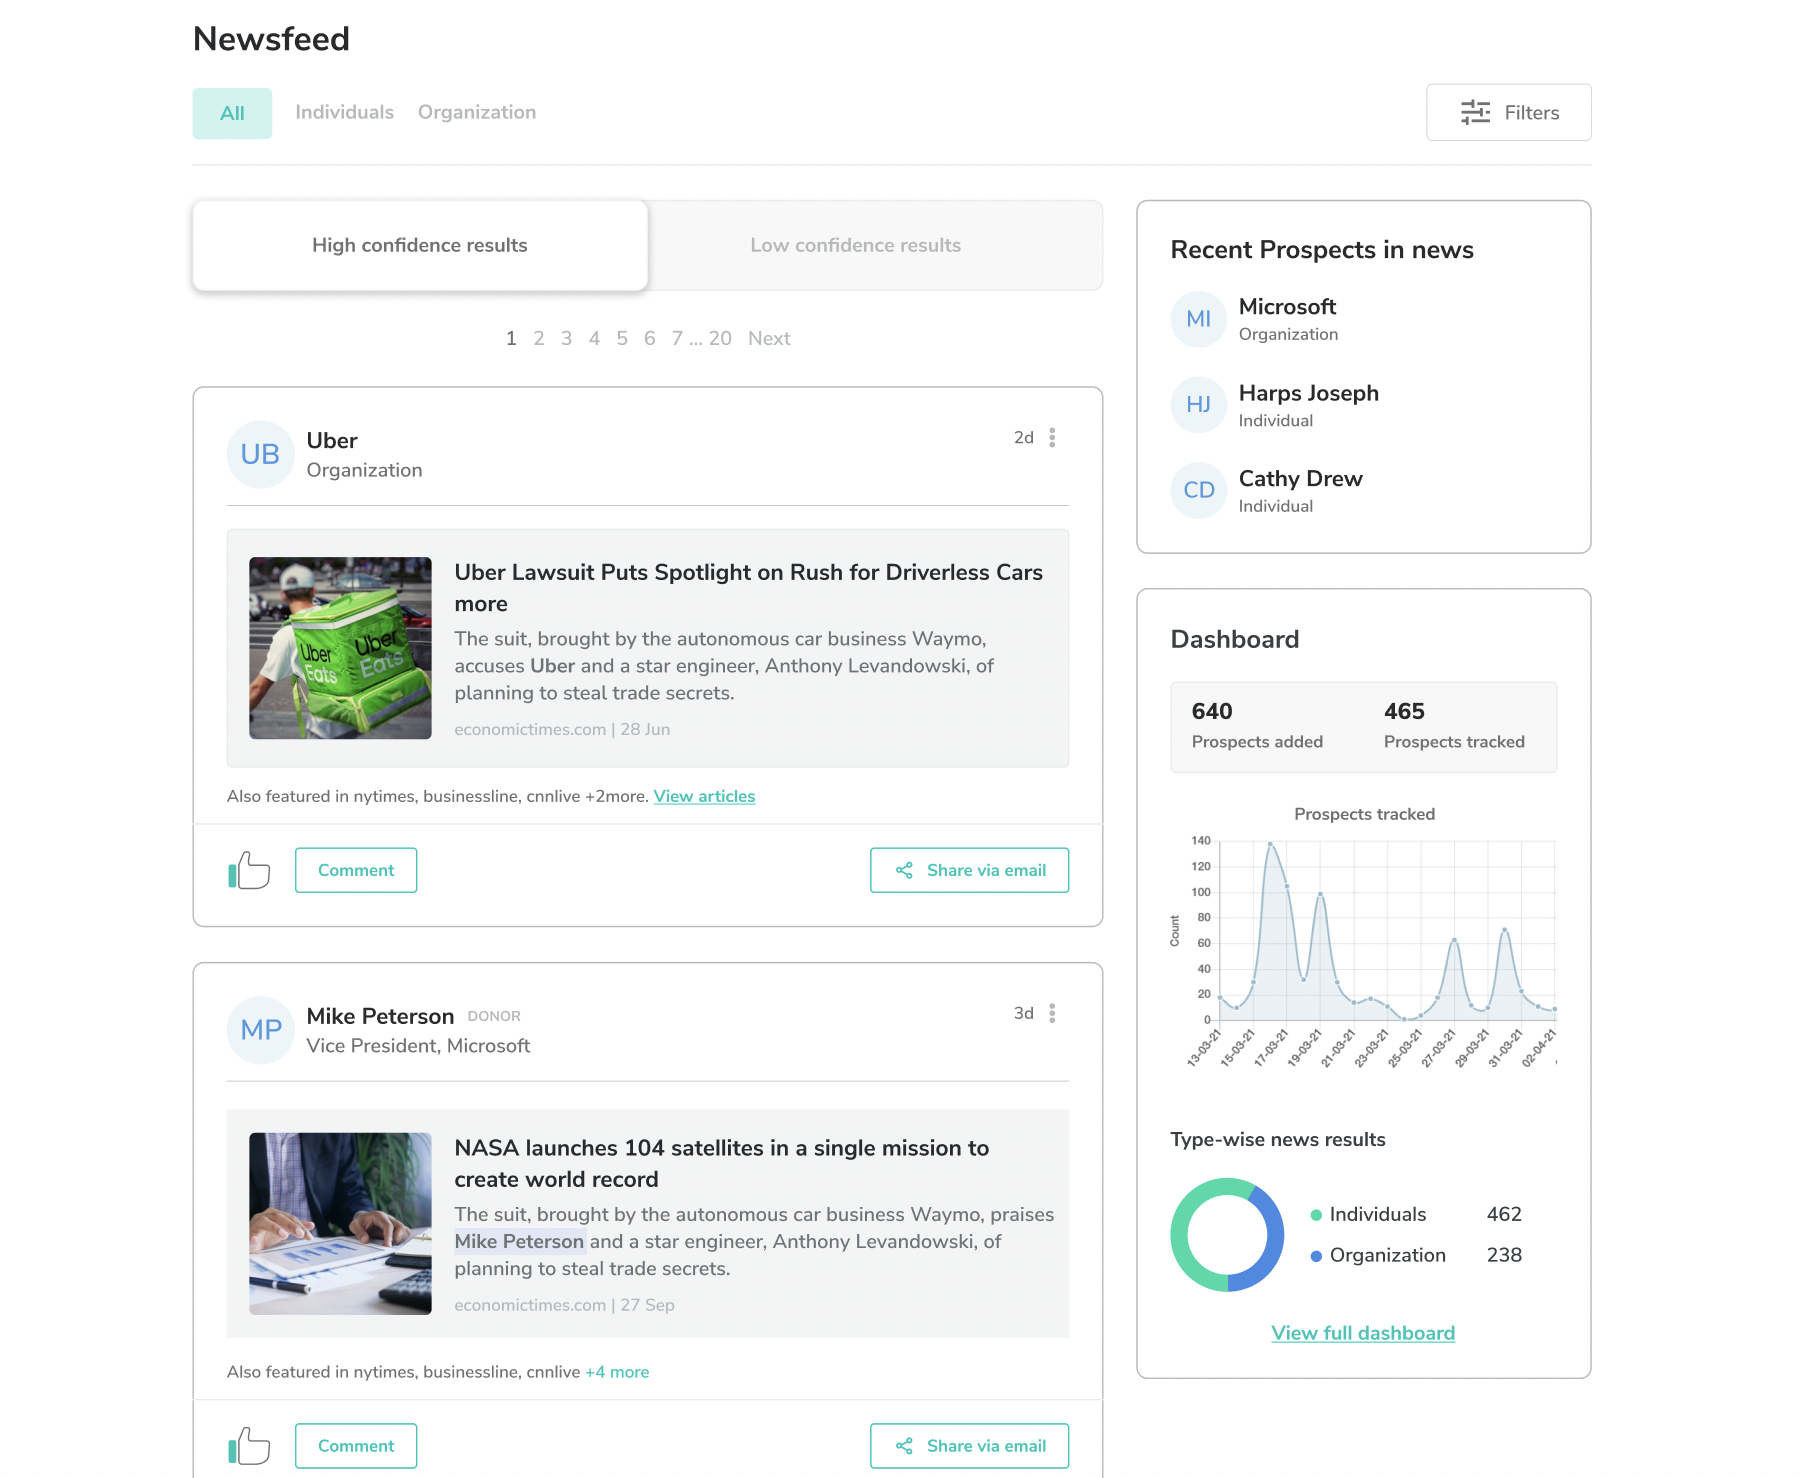 Newsfeed
All
Individuals
Organization
Filters
High confidence results
Low confidence results
1 2 3 4 5 6 7 ... 20 Next
UB
Uber
Organization
2d
Uber Eats
Uber Eats
Uber Lawsuit Puts Spotlight on Rush for Driverless Cars
more
The suit, brought by the autonomous car business Waymo,
accuses Uber and a star engineer, Anthony Levandowski, of
planning to steal trade secrets.
economictimes.com | 28 Jun
Also featured in nytimes, businessline, cnnlive +2more. View articles
Comment
Share via email
MP
Mike Peterson DONOR
Vice President, Microsoft
3d
NASA launches 104 satellites in a single mission to
create world record
The suit, brought by the autonomous car business Waymo, praises
Mike Peterson and a star engineer, Anthony Levandowski, of
planning to steal trade secrets.
economictimes.com | 27 Sep
Also featured in nytimes, businessline, cnnlive +4 more
Comment
Share via email
Recent Prospects in news
MI
Microsoft
Organization
HJ
Harps Joseph
Individual
CD
Cathy Drew
Individual
Dashboard
640
Prospects added
465
Prospects tracked
Prospects tracked
Count
140
120
100
80
60
40
20
0
13-03-21
15-03-21
17-03-21
19-03-21
21-03-21
23-03-21
25-03-21
27-03-21
29-03-21
31-03-21
02-04-21
Type-wise news results
Individuals 462
Organization 238
View full dashboard